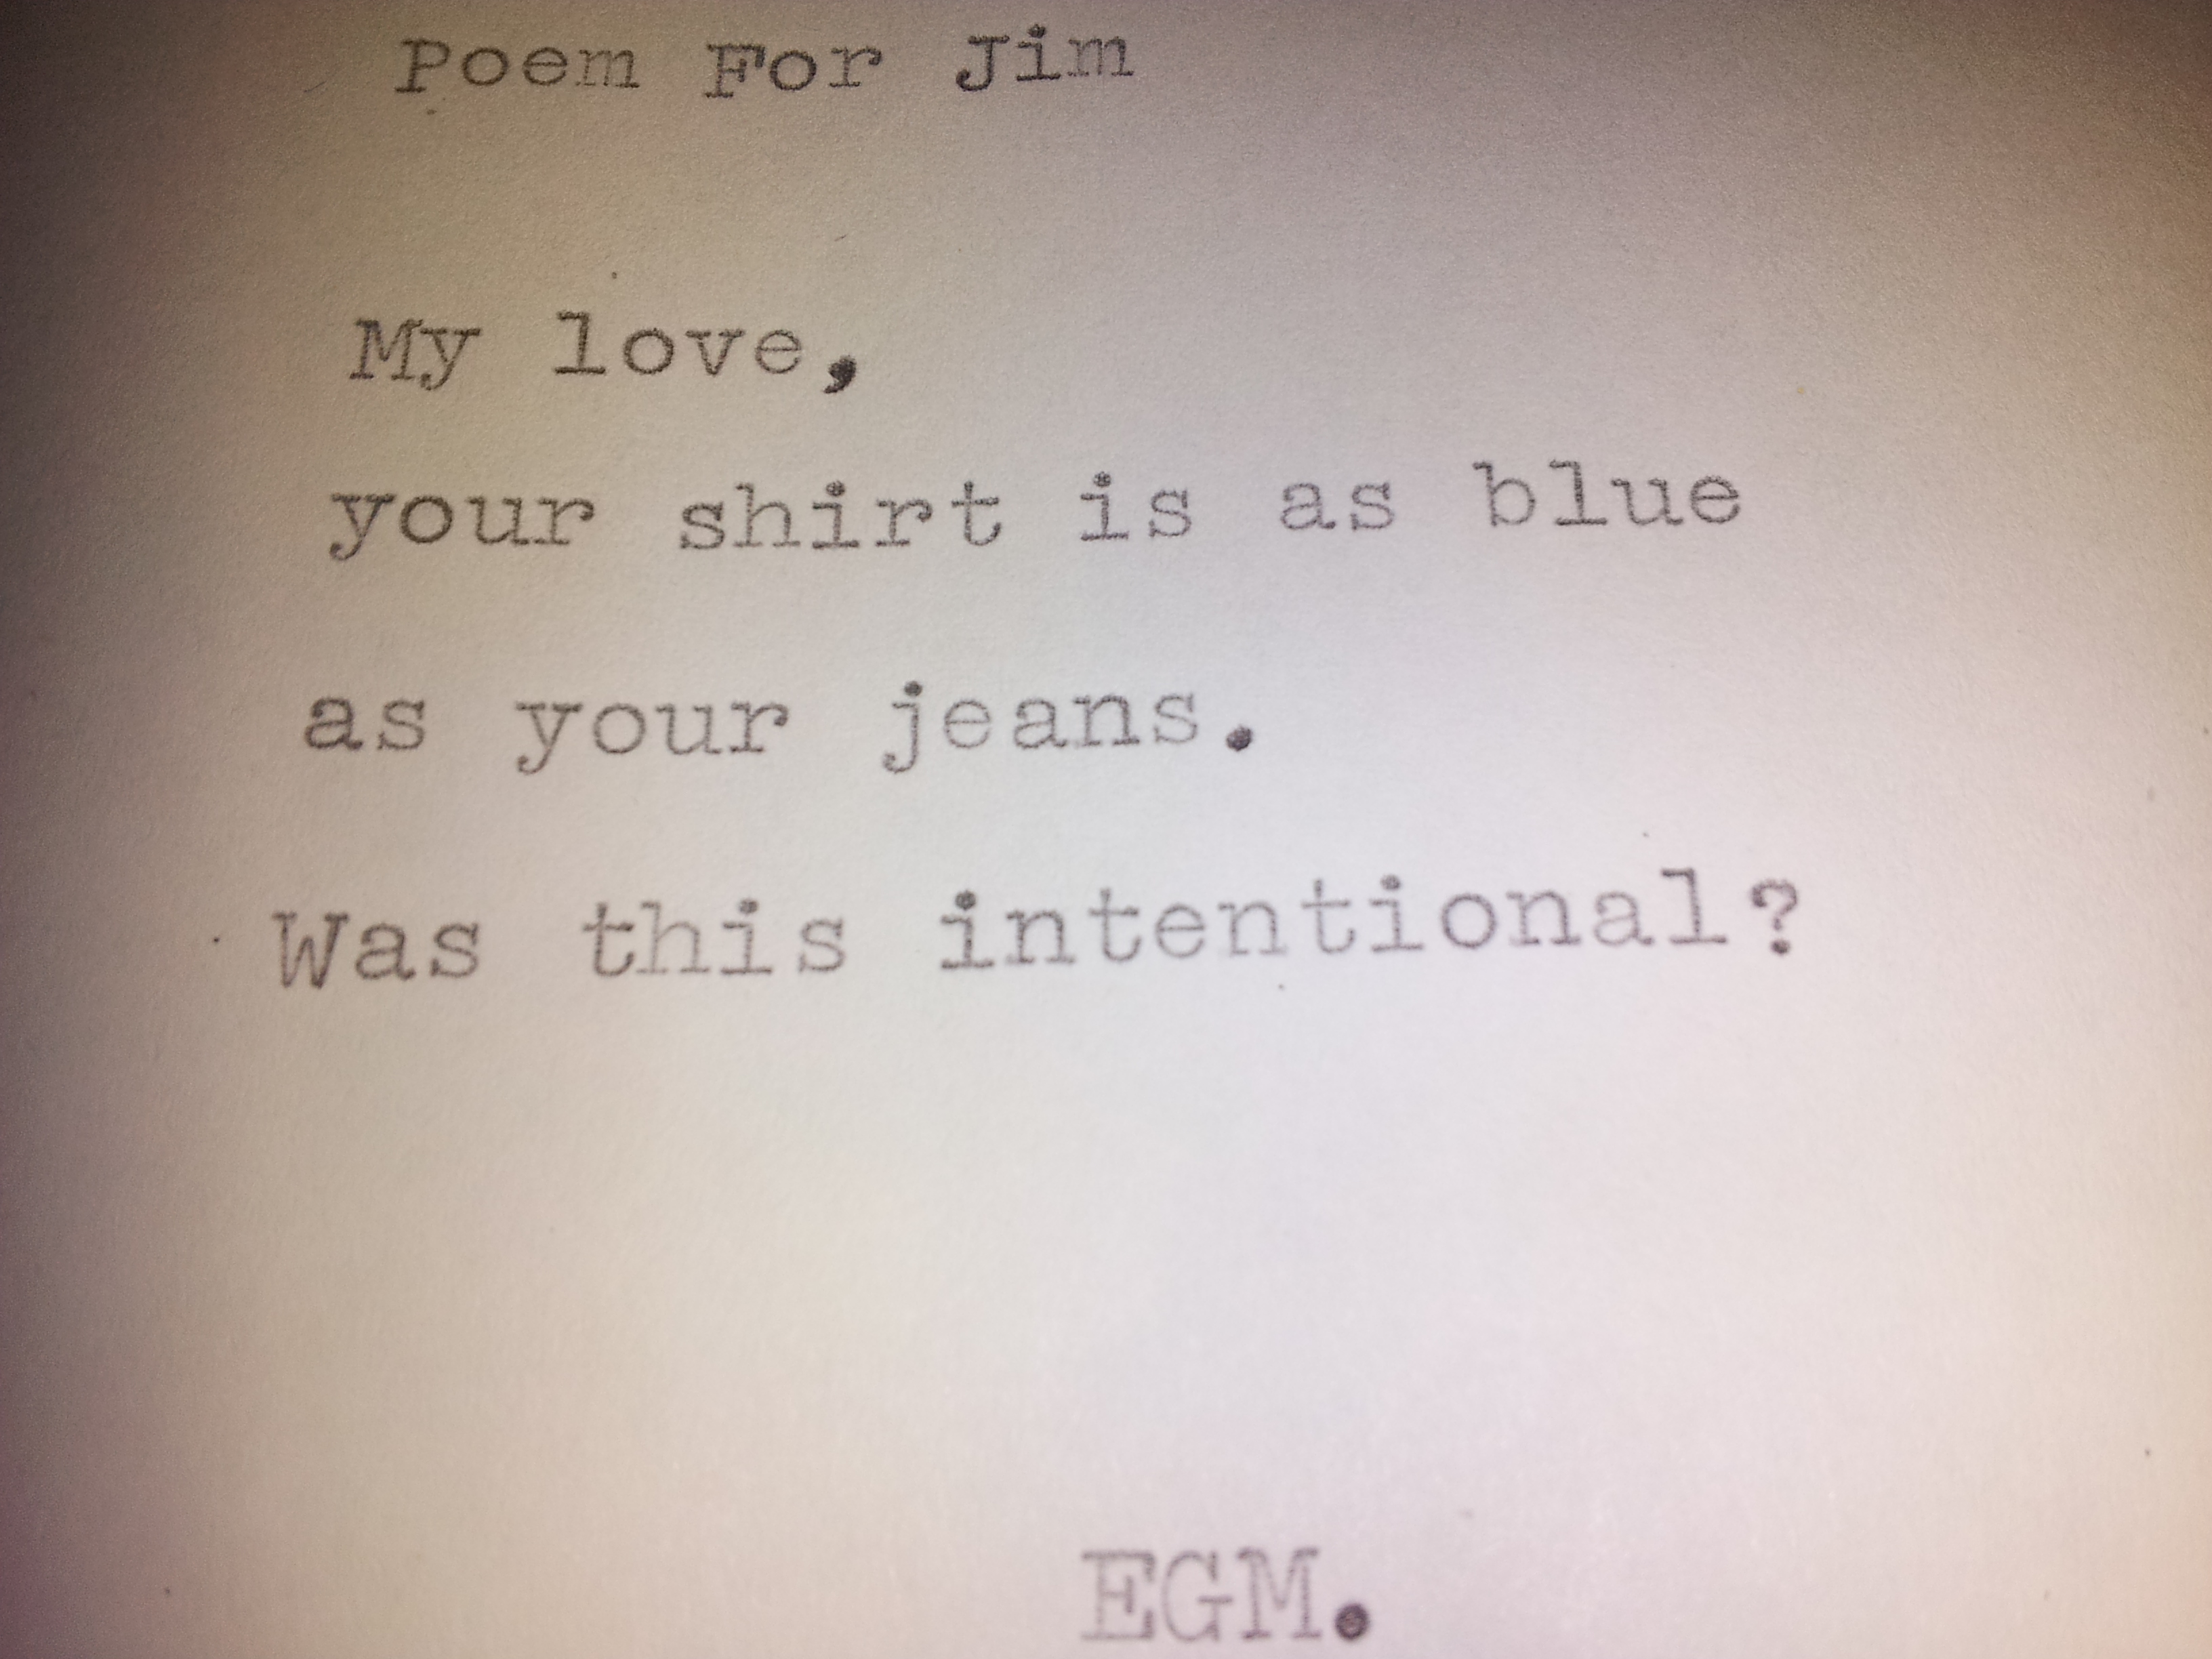 Poem For Jim
My love,
your shirt is as blue
as your jeans.
Was this intentional?
EGM.